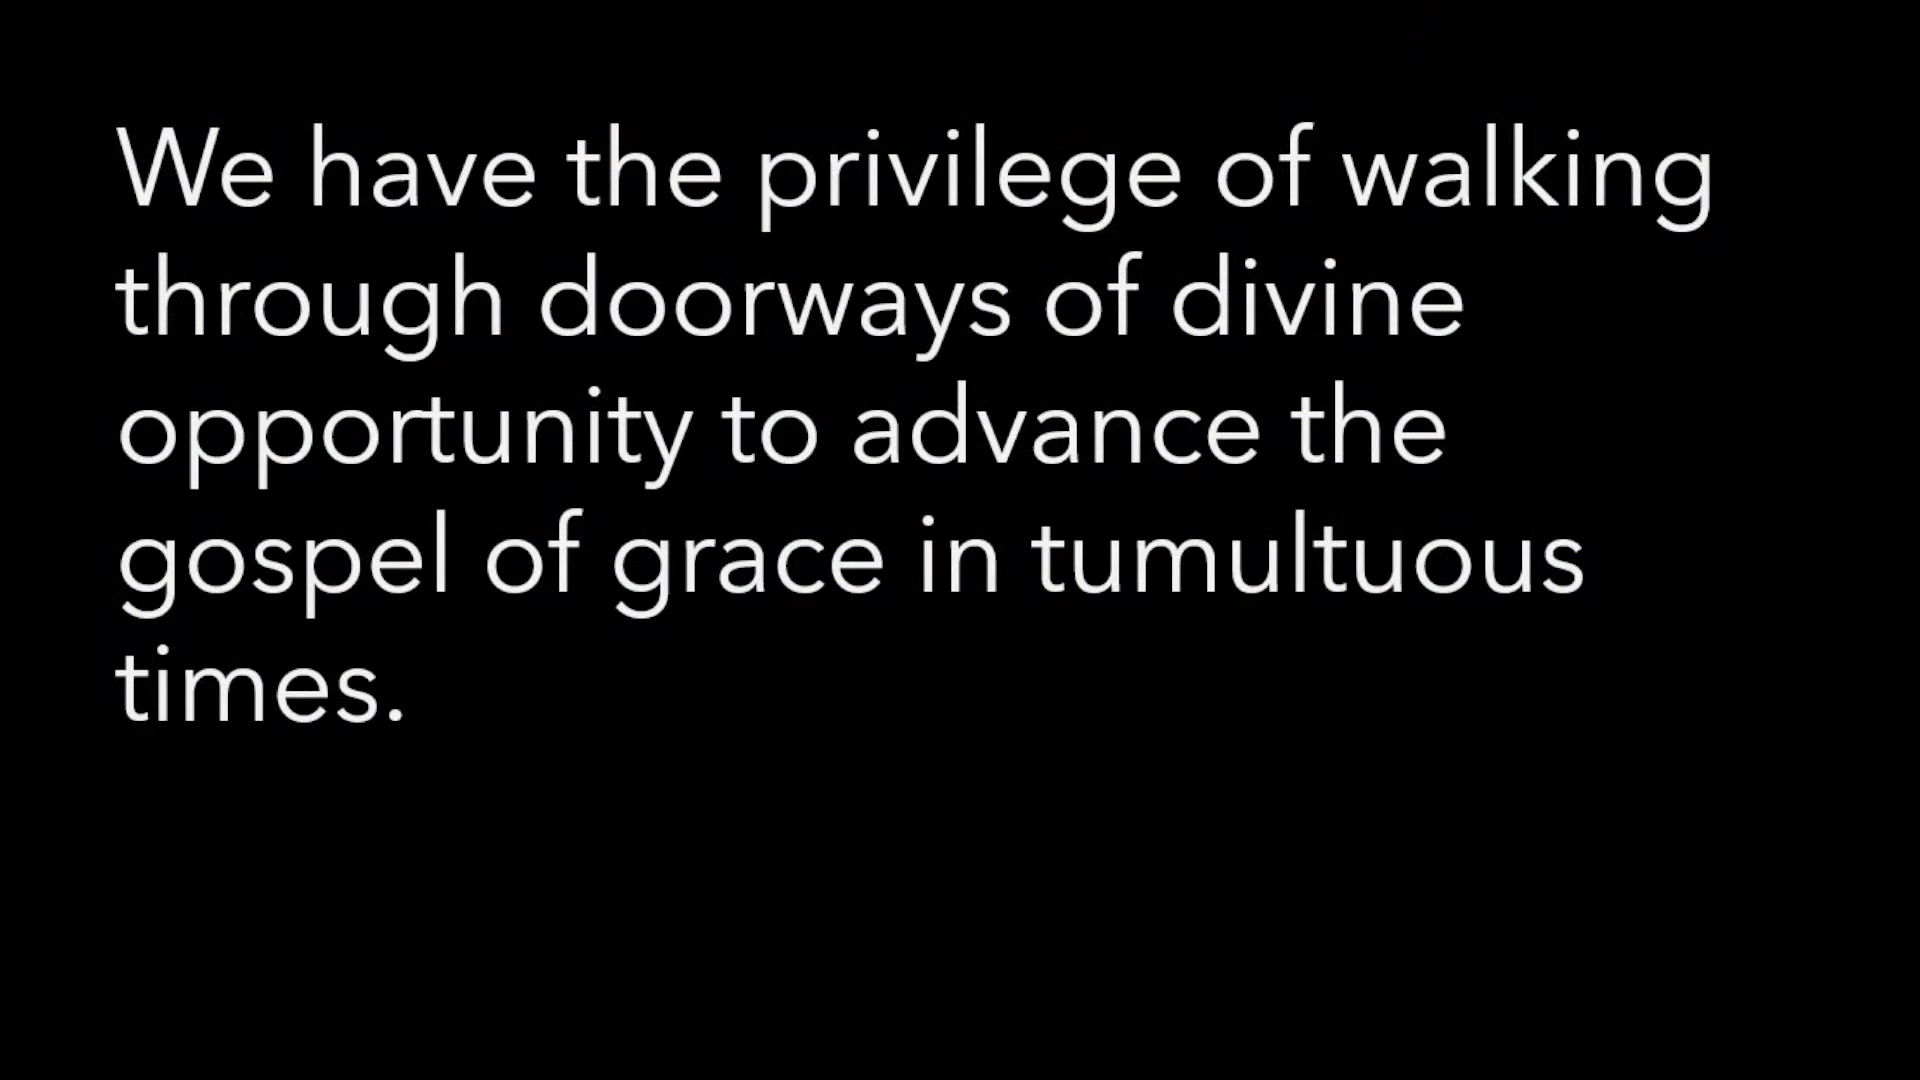 We have the privilege of walking
through doorways of divine
opportunity to advance the
gospel of grace in tumultuous
times.